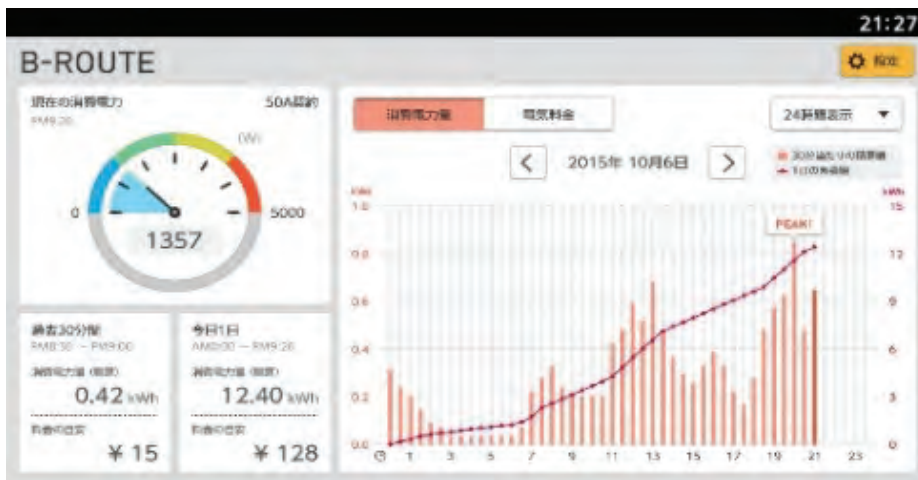 21:27
B-ROUTE
設定
現在の消費電力
50A契約
PM9:20
(W)
0
5000
1357
過去30分間
PM8:30 － PM9:00
消費電力量 (概算)
0.42 kWh
料金の目安
¥ 15
今日1日
AM0:00 － PM9:20
消費電力量 (概算)
12.40 kWh
料金の目安
¥ 128
消費電力量
電気料金
24時間表示
2015年 10月6日
30分当たりの積算値
1日の累積値
kWh
1.0
0.8
0.6
0.4
0.2
0.0
kWh
15
12
9
6
3
0
PEAK!
1 3 5 7 9 11 13 15 17 19 21 23